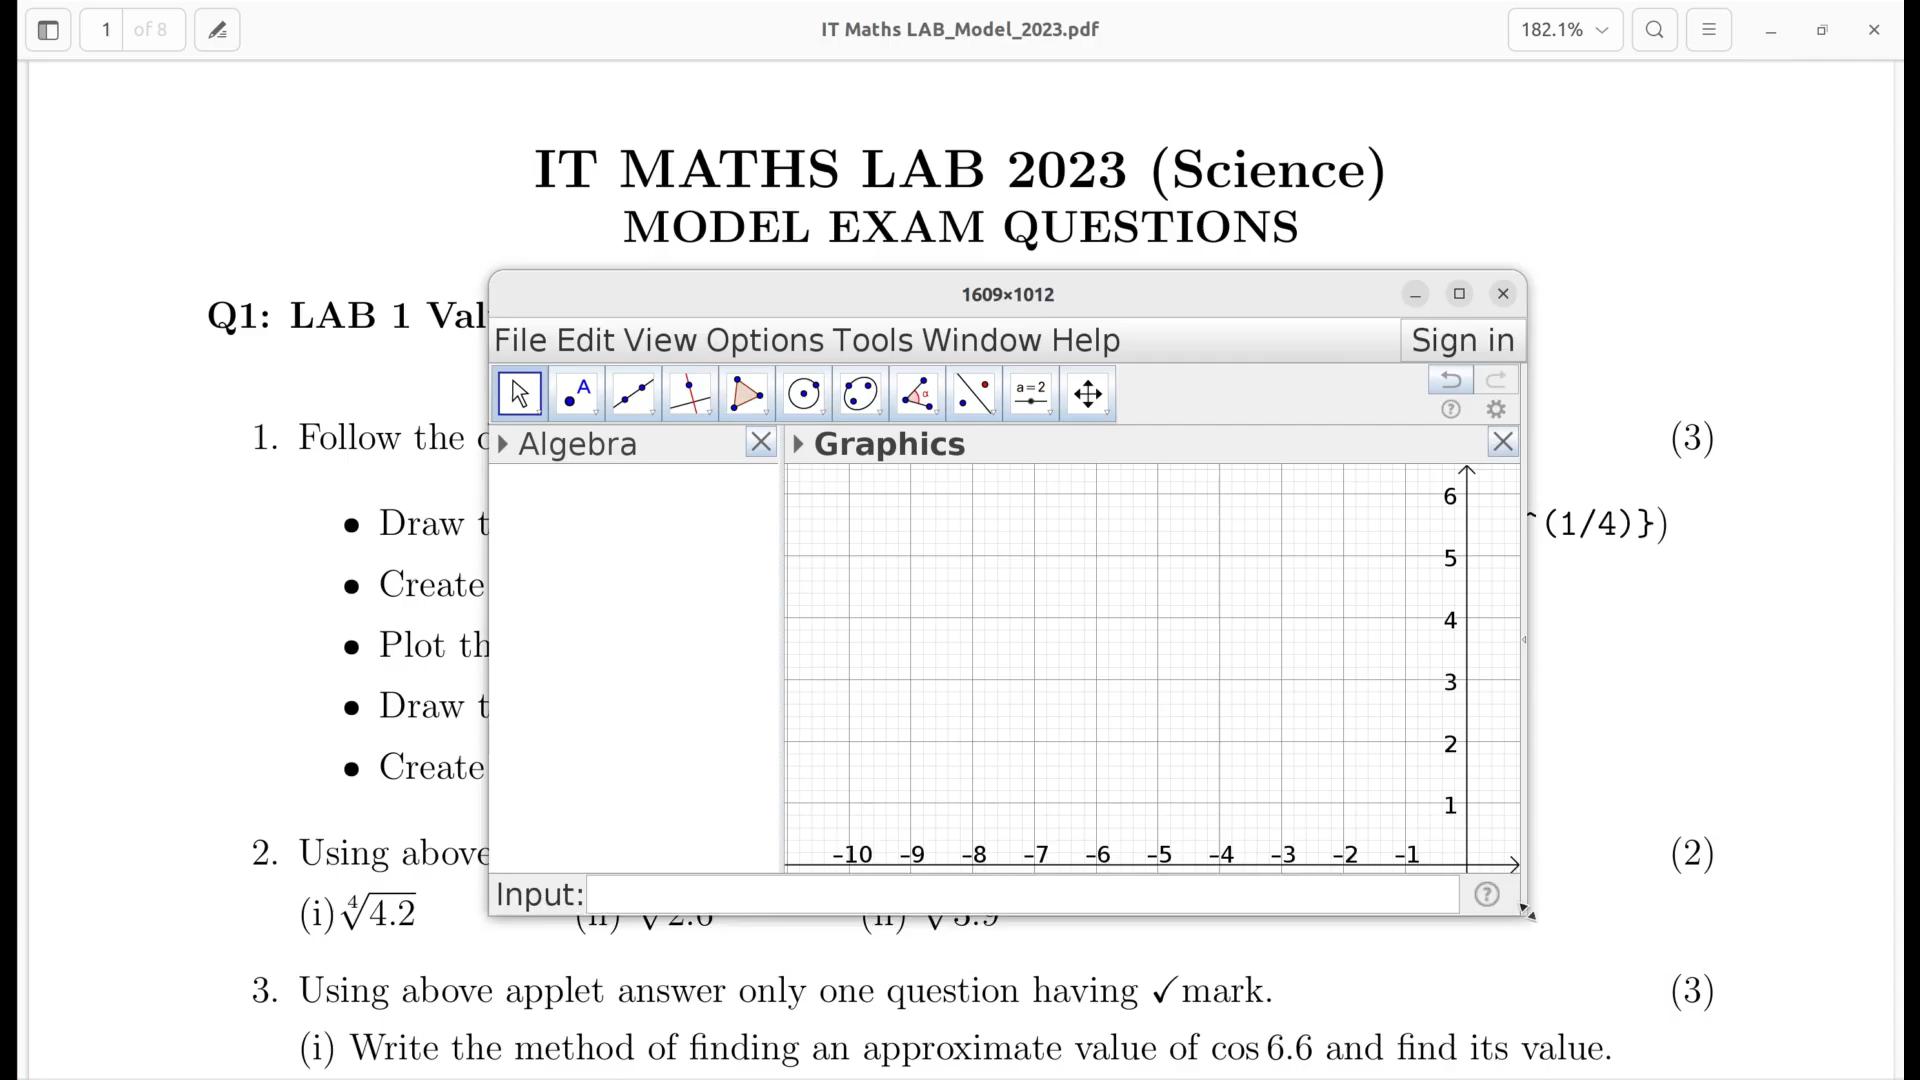 1 of 8
IT Maths LAB_Model_2023.pdf
182.1%
IT MATHS LAB 2023 (Science)
MODEL EXAM QUESTIONS
Q1: LAB 1 Val
1609×1012
File Edit View Options Tools Window Help
Sign in
A
α
a=2
Algebra
Graphics
1. Follow the
(3)
• Draw t
^(1/4)})
• Create
• Plot th
• Draw t
• Create
6
5
4
3
2
1
-10 -9 -8 -7 -6 -5 -4 -3 -2 -1
Input:
2. Using above
(2)
(i) ∜4.2
3. Using above applet answer only one question having ✓mark.
(3)
(i) Write the method of finding an approximate value of cos 6.6 and find its value.